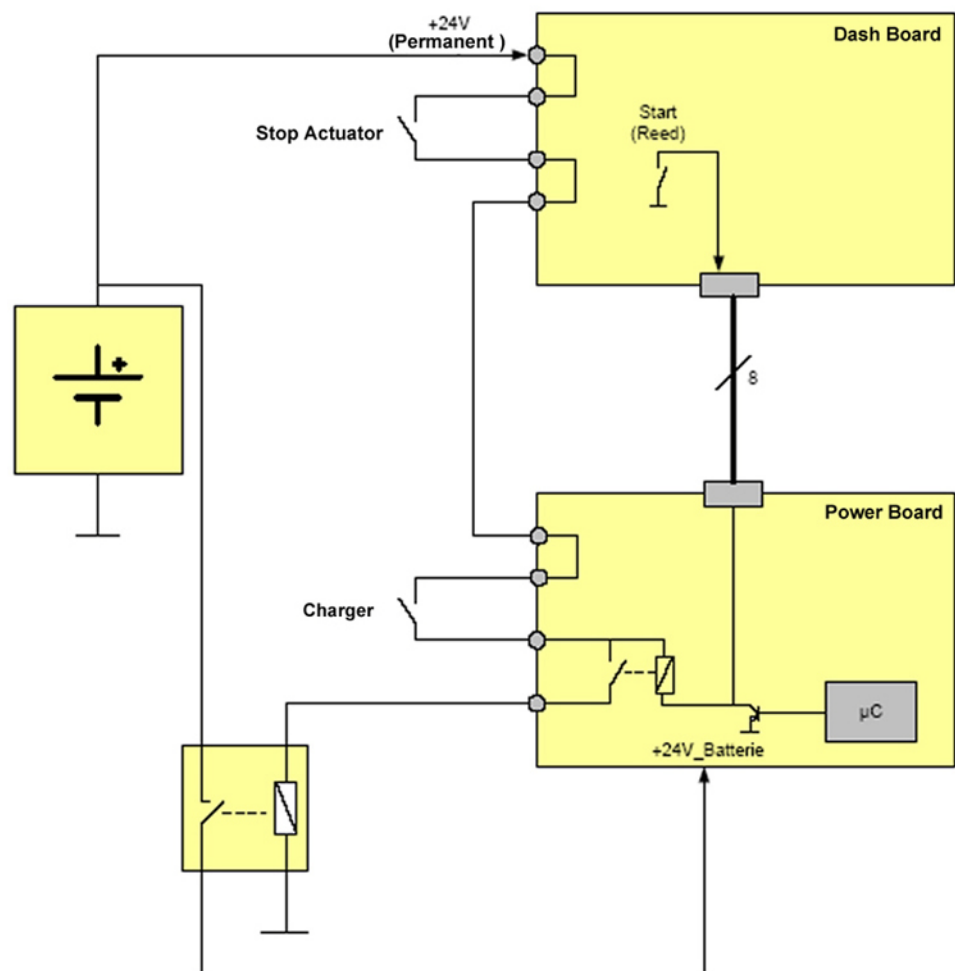 +24V
(Permanent )
Dash Board
Stop Actuator
Start
(Reed)
+
8
Power Board
Charger
µC
+24V_Batterie